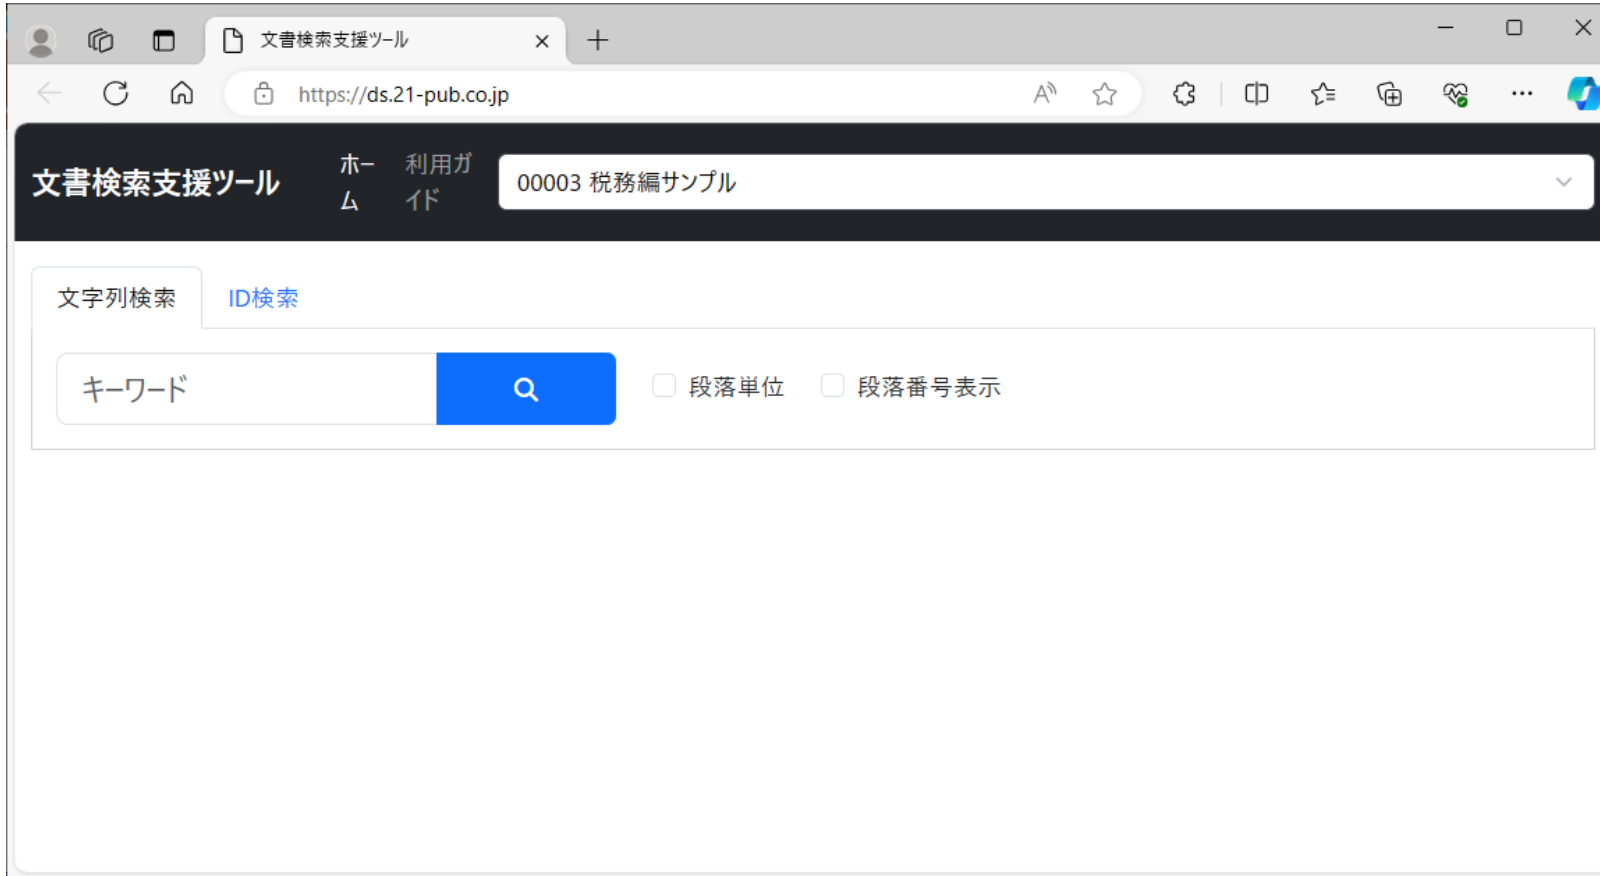 文書検索支援ツール
https://ds.21-pub.co.jp
文書検索支援ツール
ホー
ム
利用ガ
イド
00003 税務編サンプル
文字列検索
ID検索
キーワード
段落単位
段落番号表示